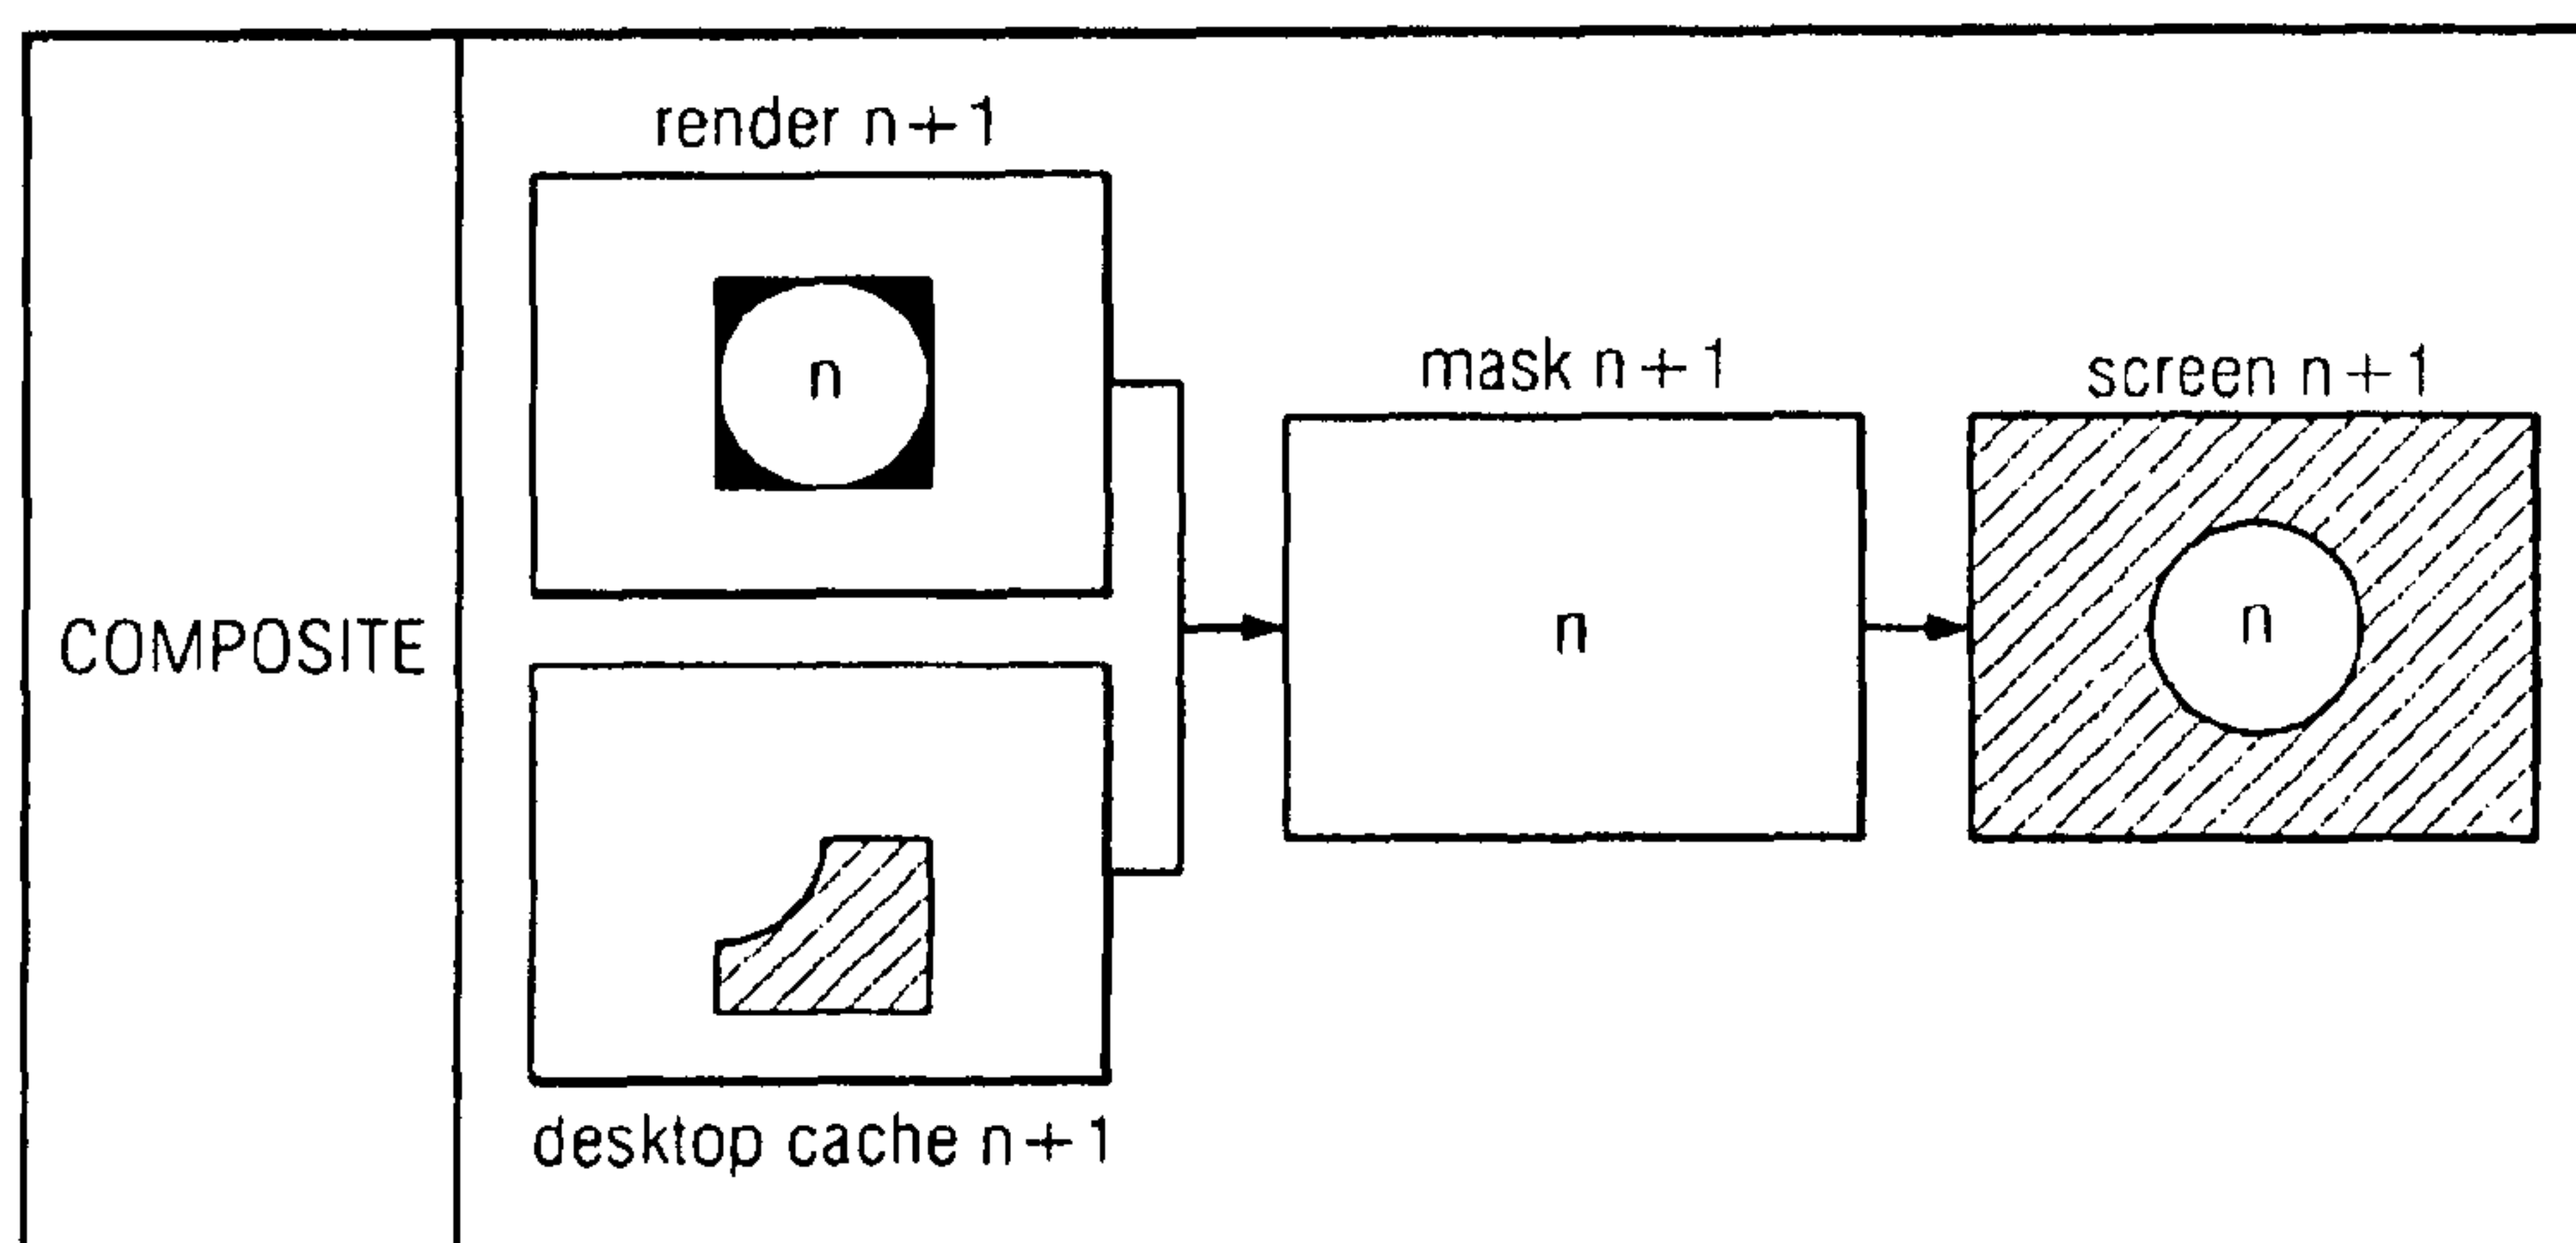 COMPOSITE
render n+1
n
desktop cache n+1
mask n+1
n
screen n+1
n